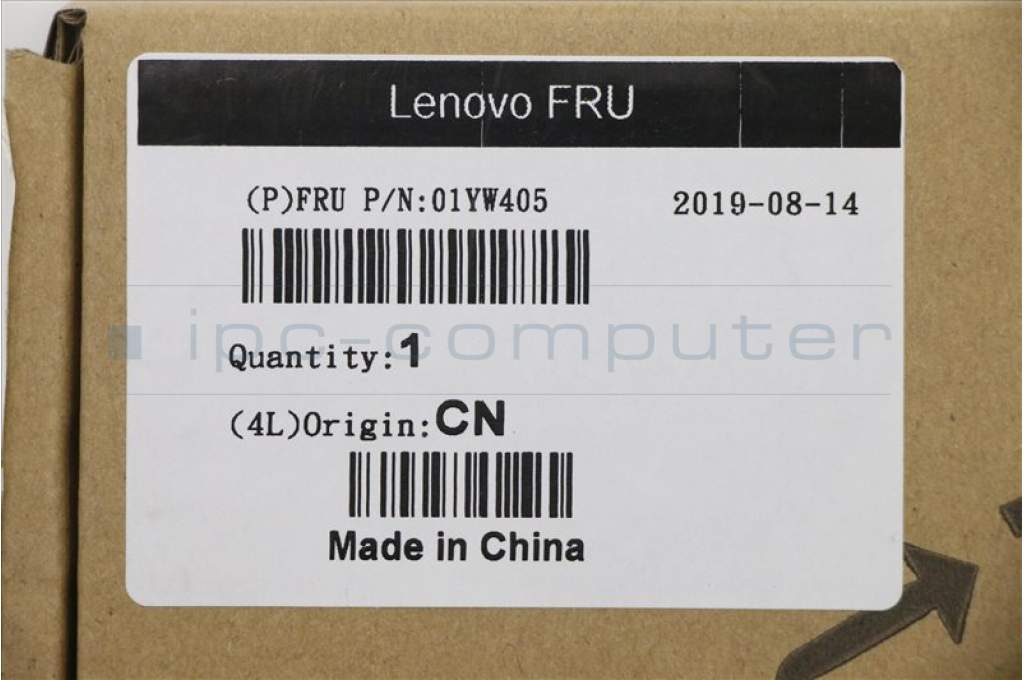 Lenovo FRU
(P)FRU P/N:01YW405 2019-08-14
ipc-computer
Quantity:1
(4L)Origin:CN
Made in China